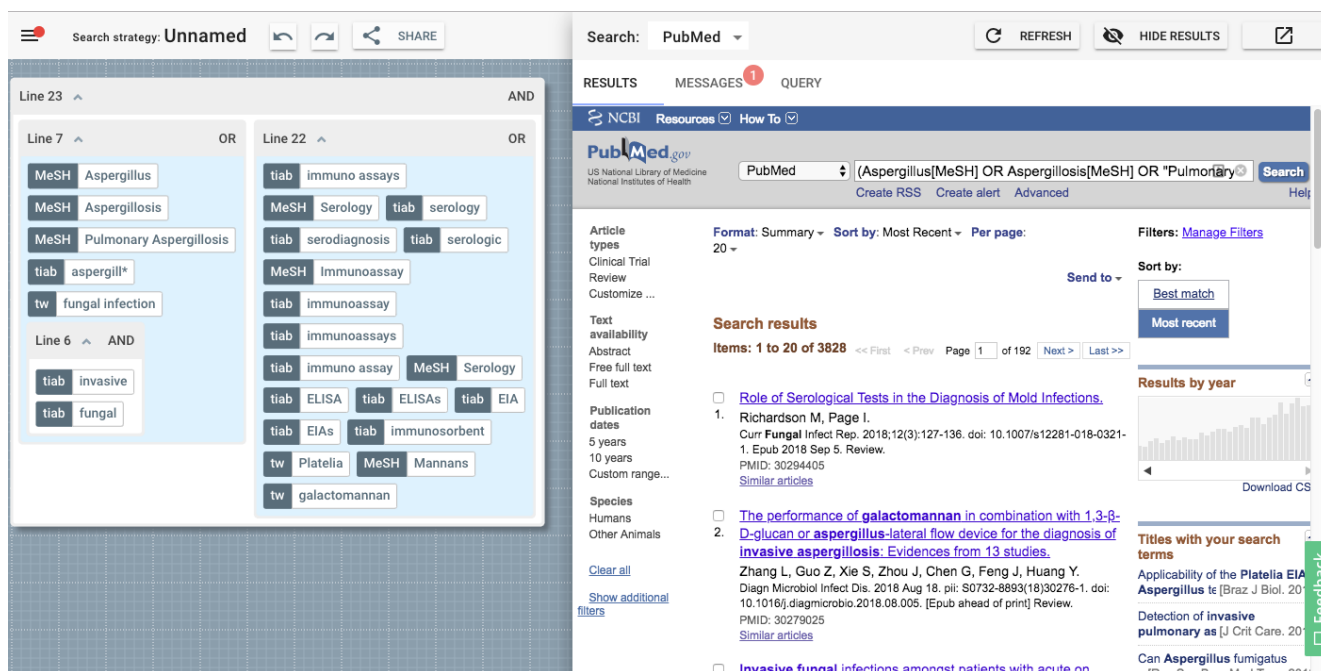 Search strategy: Unnamed
SHARE
Line 23 AND
Line 7 OR
MeSH Aspergillus
MeSH Aspergillosis
MeSH Pulmonary Aspergillosis
tiab aspergill*
tw fungal infection
Line 6 AND
tiab invasive
tiab fungal
Line 22 OR
tiab immuno assays
MeSH Serology tiab serology
tiab serodiagnosis tiab serologic
MeSH Immunoassay
tiab immunoassay
tiab immunoassays
tiab immuno assay MeSH Serology
tiab ELISA tiab ELISAs tiab EIA
tiab EIAs tiab immunosorbent
tw Platelia MeSH Mannans
tw galactomannan
Search: PubMed
REFRESH
HIDE RESULTS
RESULTS MESSAGES 1 QUERY
NCBI Resources How To
PubMed.gov
US National Library of Medicine
National Institutes of Health
PubMed
(Aspergillus[MeSH] OR Aspergillosis[MeSH] OR "Pulmonary
Search
Create RSS Create alert Advanced
Help
Article
types
Clinical Trial
Review
Customize ...
Text
availability
Abstract
Free full text
Full text
Publication
dates
5 years
10 years
Custom range...
Species
Humans
Other Animals
Clear all
Show additional
filters
Format: Summary Sort by: Most Recent Per page:
20
Send to
Search results
Items: 1 to 20 of 3828 << First < Prev Page 1 of 192 Next > Last >>
Role of Serological Tests in the Diagnosis of Mold Infections.
1. Richardson M, Page I.
Curr Fungal Infect Rep. 2018;12(3):127-136. doi: 10.1007/s12281-018-0321-
1. Epub 2018 Sep 5. Review.
PMID: 30294405
Similar articles
The performance of galactomannan in combination with 1,3-β-
2. D-glucan or aspergillus-lateral flow device for the diagnosis of
invasive aspergillosis: Evidences from 13 studies.
Zhang L, Guo Z, Xie S, Zhou J, Chen G, Feng J, Huang Y.
Diagn Microbiol Infect Dis. 2018 Aug 18. pii: S0732-8893(18)30276-1. doi:
10.1016/j.diagmicrobio.2018.08.005. [Epub ahead of print] Review.
PMID: 30279025
Similar articles
Invasive fungal infections amongst patients with acute on
Filters: Manage Filters
Sort by:
Best match
Most recent
Results by year
Download CS
Titles with your search
terms
Applicability of the Platelia EIA
Aspergillus te [Braz J Biol. 201
Detection of invasive
pulmonary as [J Crit Care. 201
Can Aspergillus fumigatus
Feedback